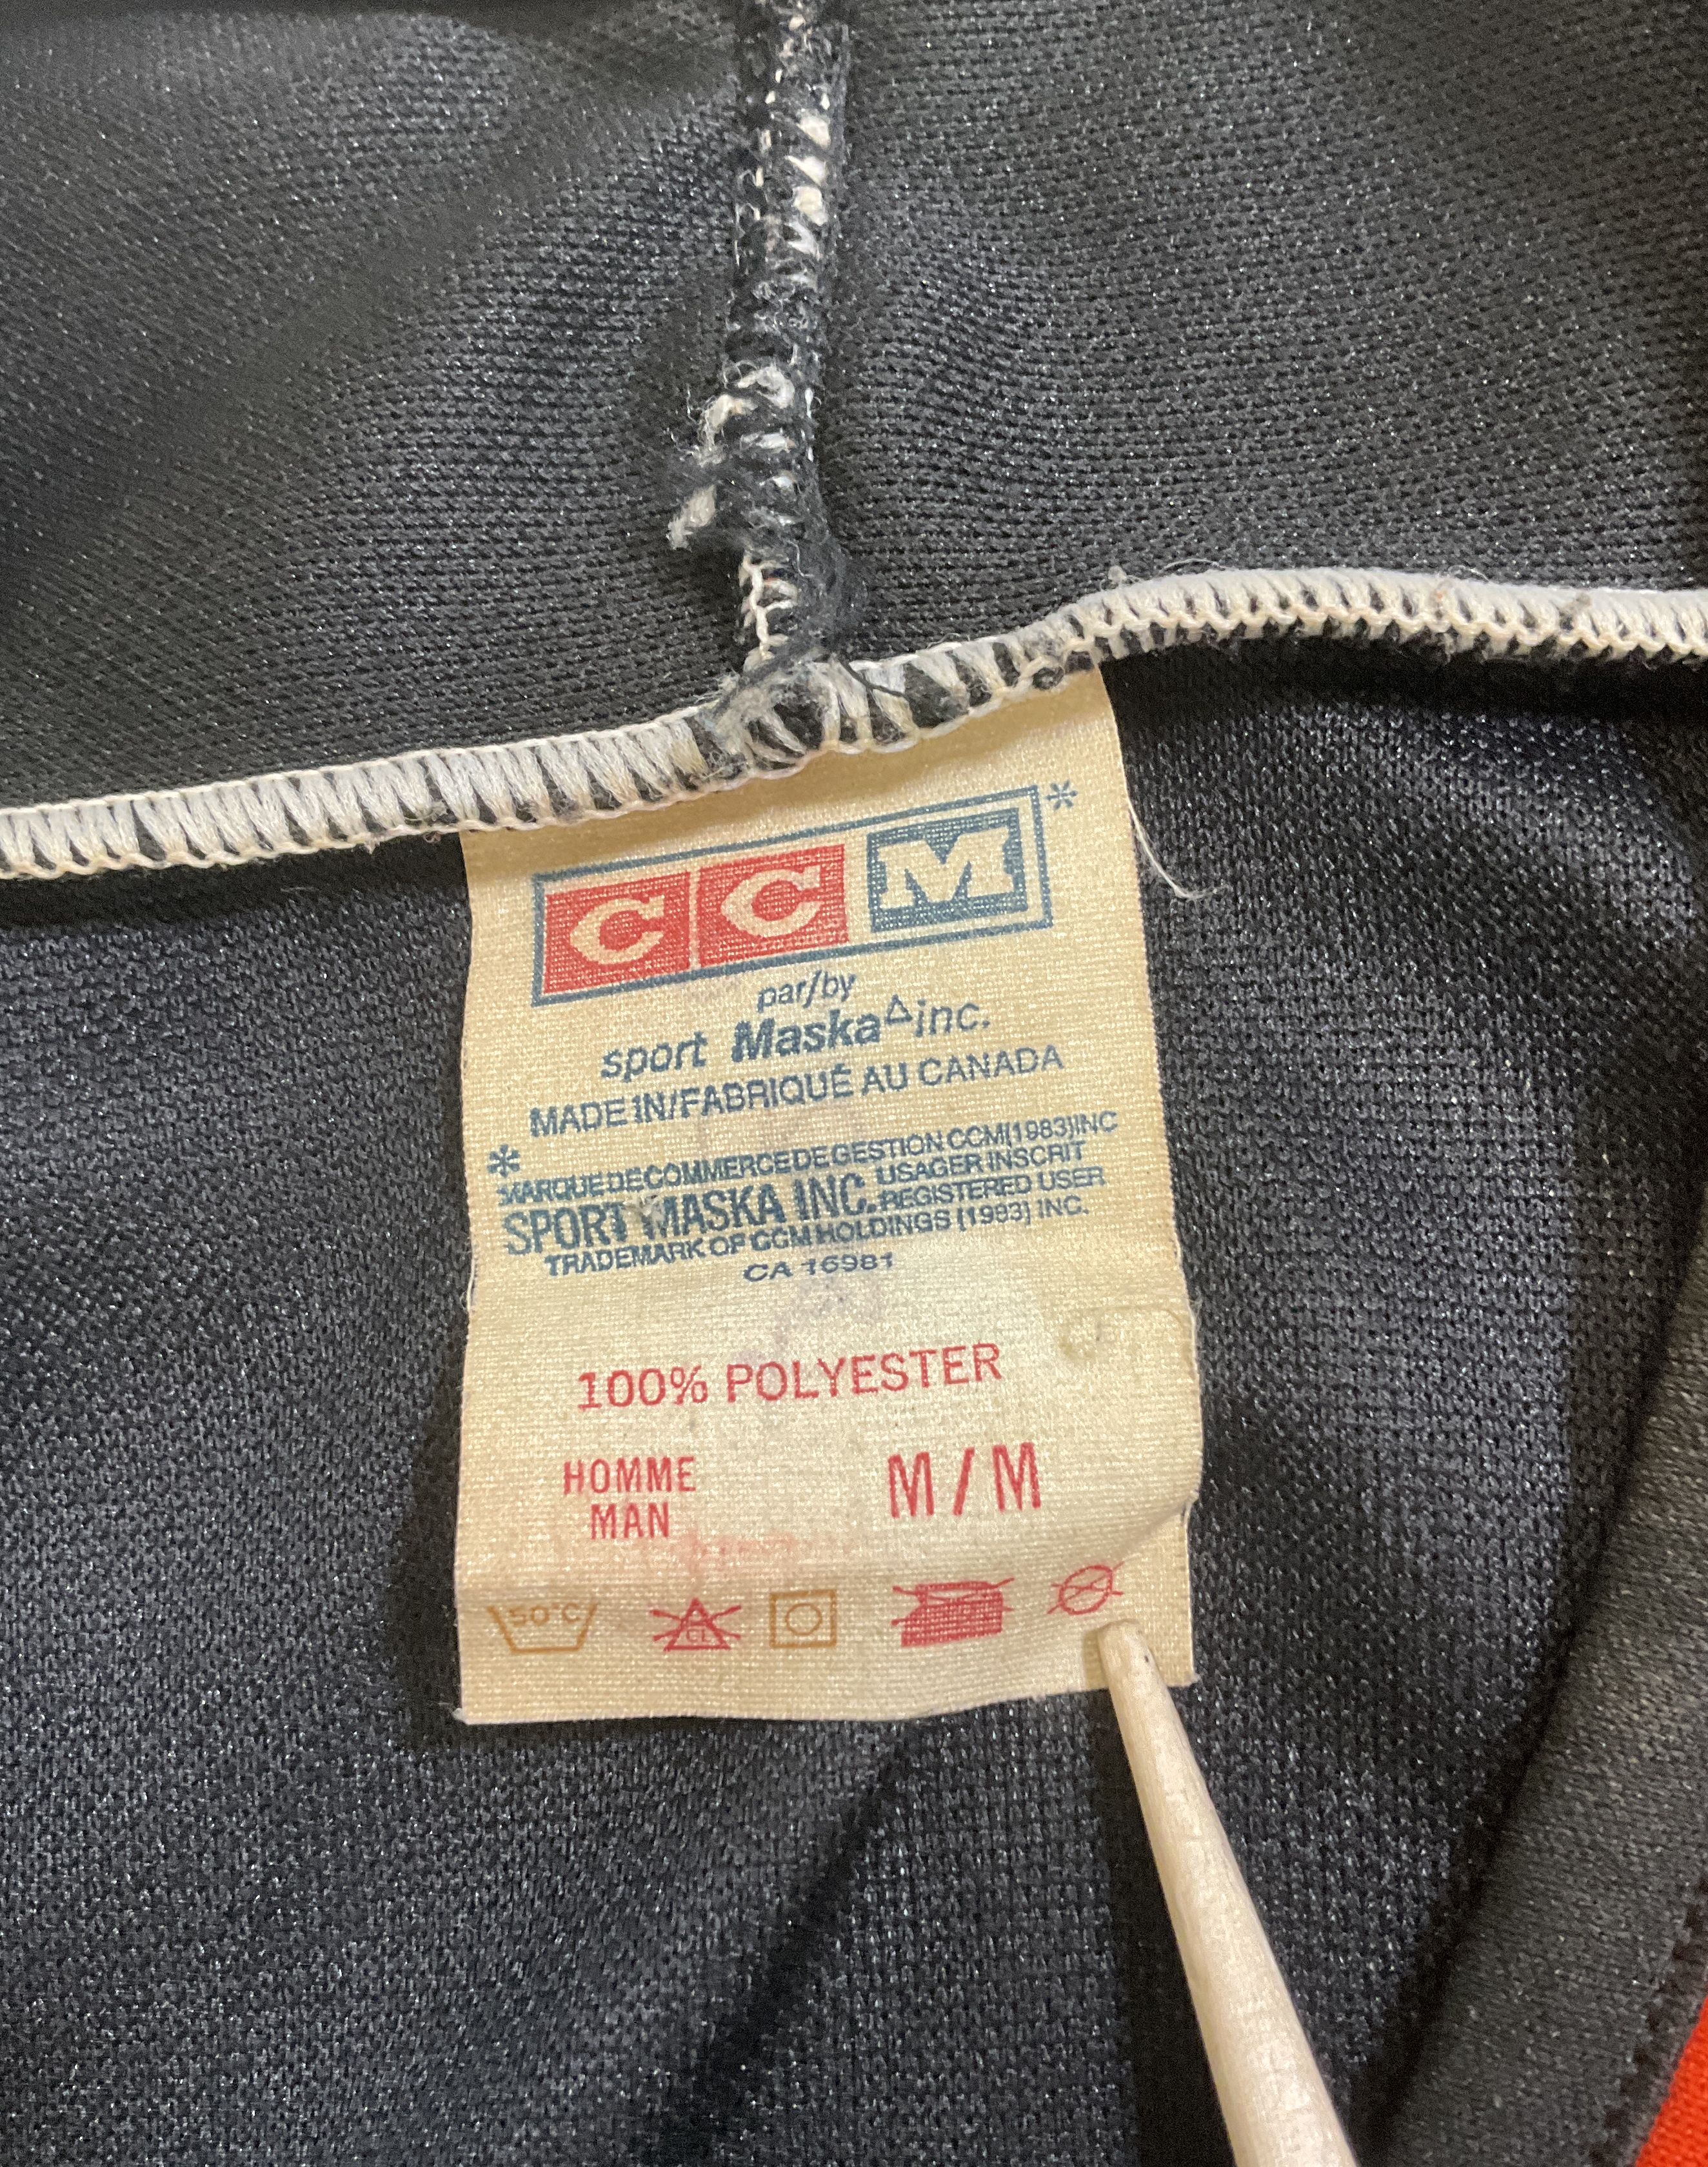 CCM*
par/by
sport Maska△inc.
MADE IN/FABRIQUÉ AU CANADA
*
MARQUE DE COMMERCE DE GESTION CCM(1983)INC
SPORT MASKA INC. USAGER INSCRIT
REGISTERED USER
TRADEMARK OF CCM HOLDINGS (1983) INC.
CA 16981
100% POLYESTER
HOMME M / M
MAN
50°C CL